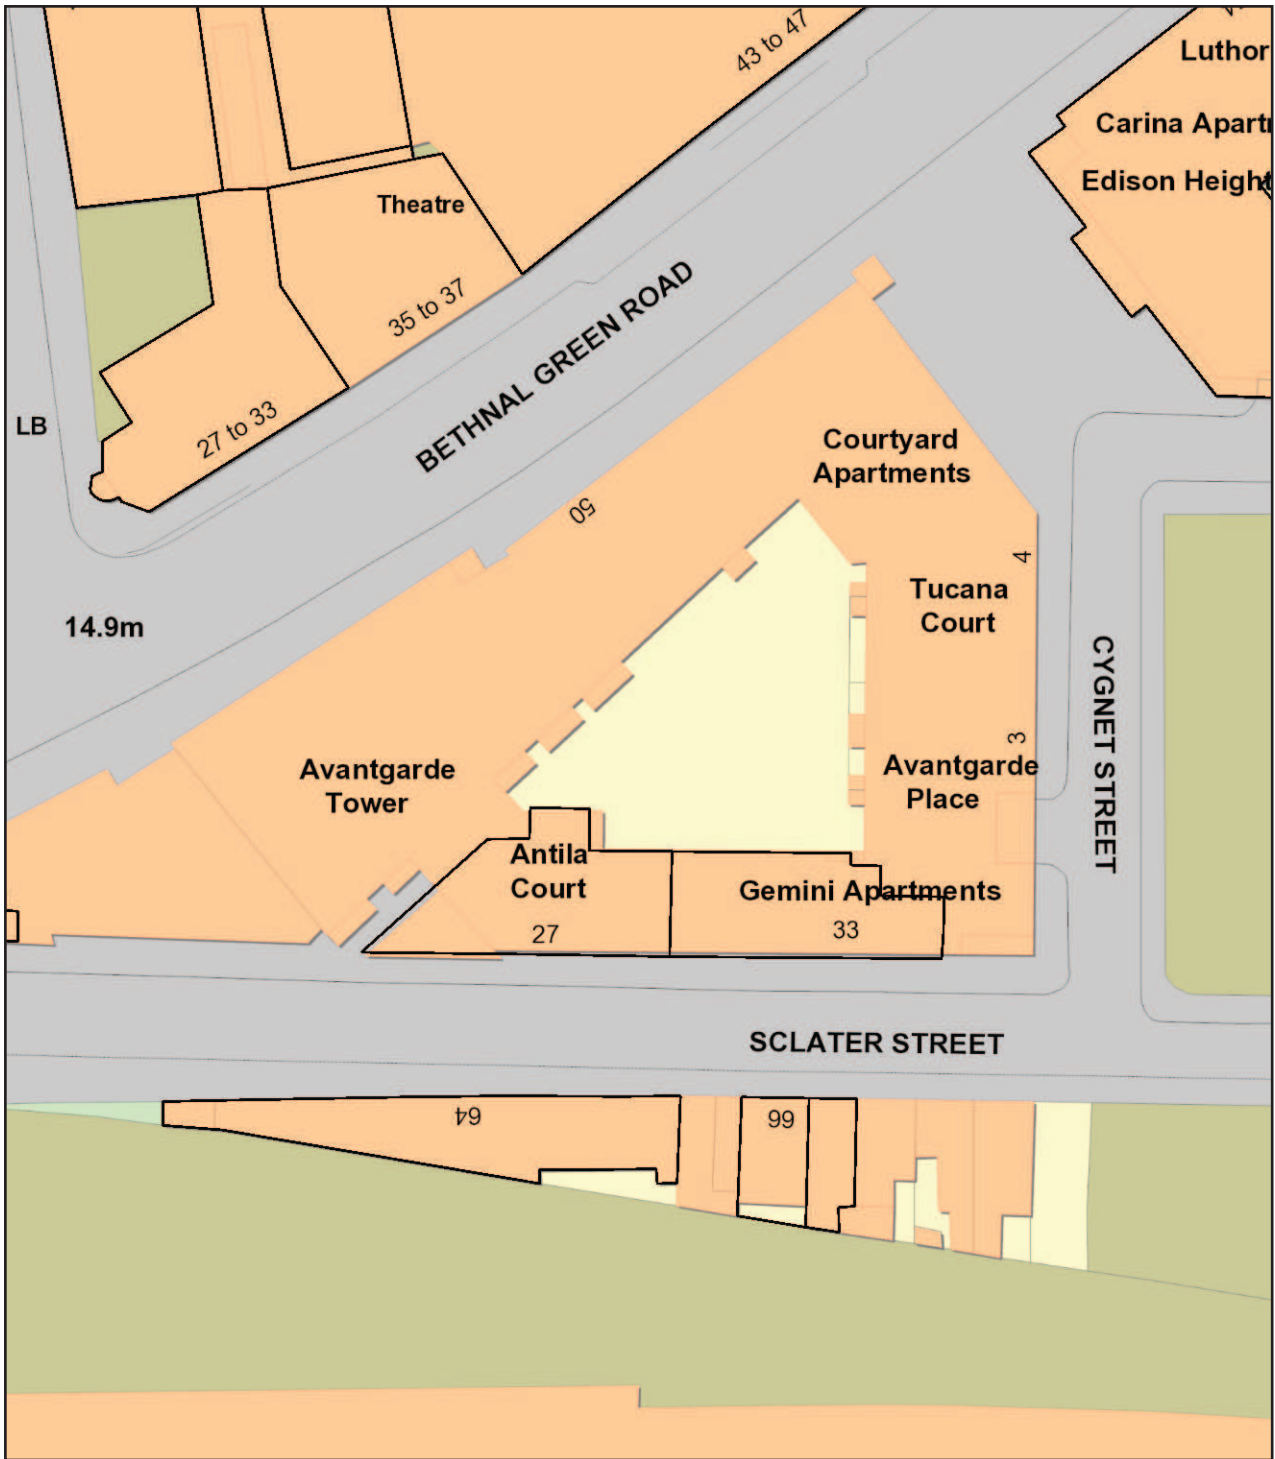 43 to 47
Luthor
Carina Apart
Edison Height
Theatre
35 to 37
BETHNAL GREEN ROAD
27 to 33
LB
Courtyard
Apartments
50
4
Tucana
Court
14.9m
CYGNET STREET
3
Avantgarde
Tower
Avantgarde
Place
Antila
Court
Gemini Apartments
27
33
SCLATER STREET
64
66